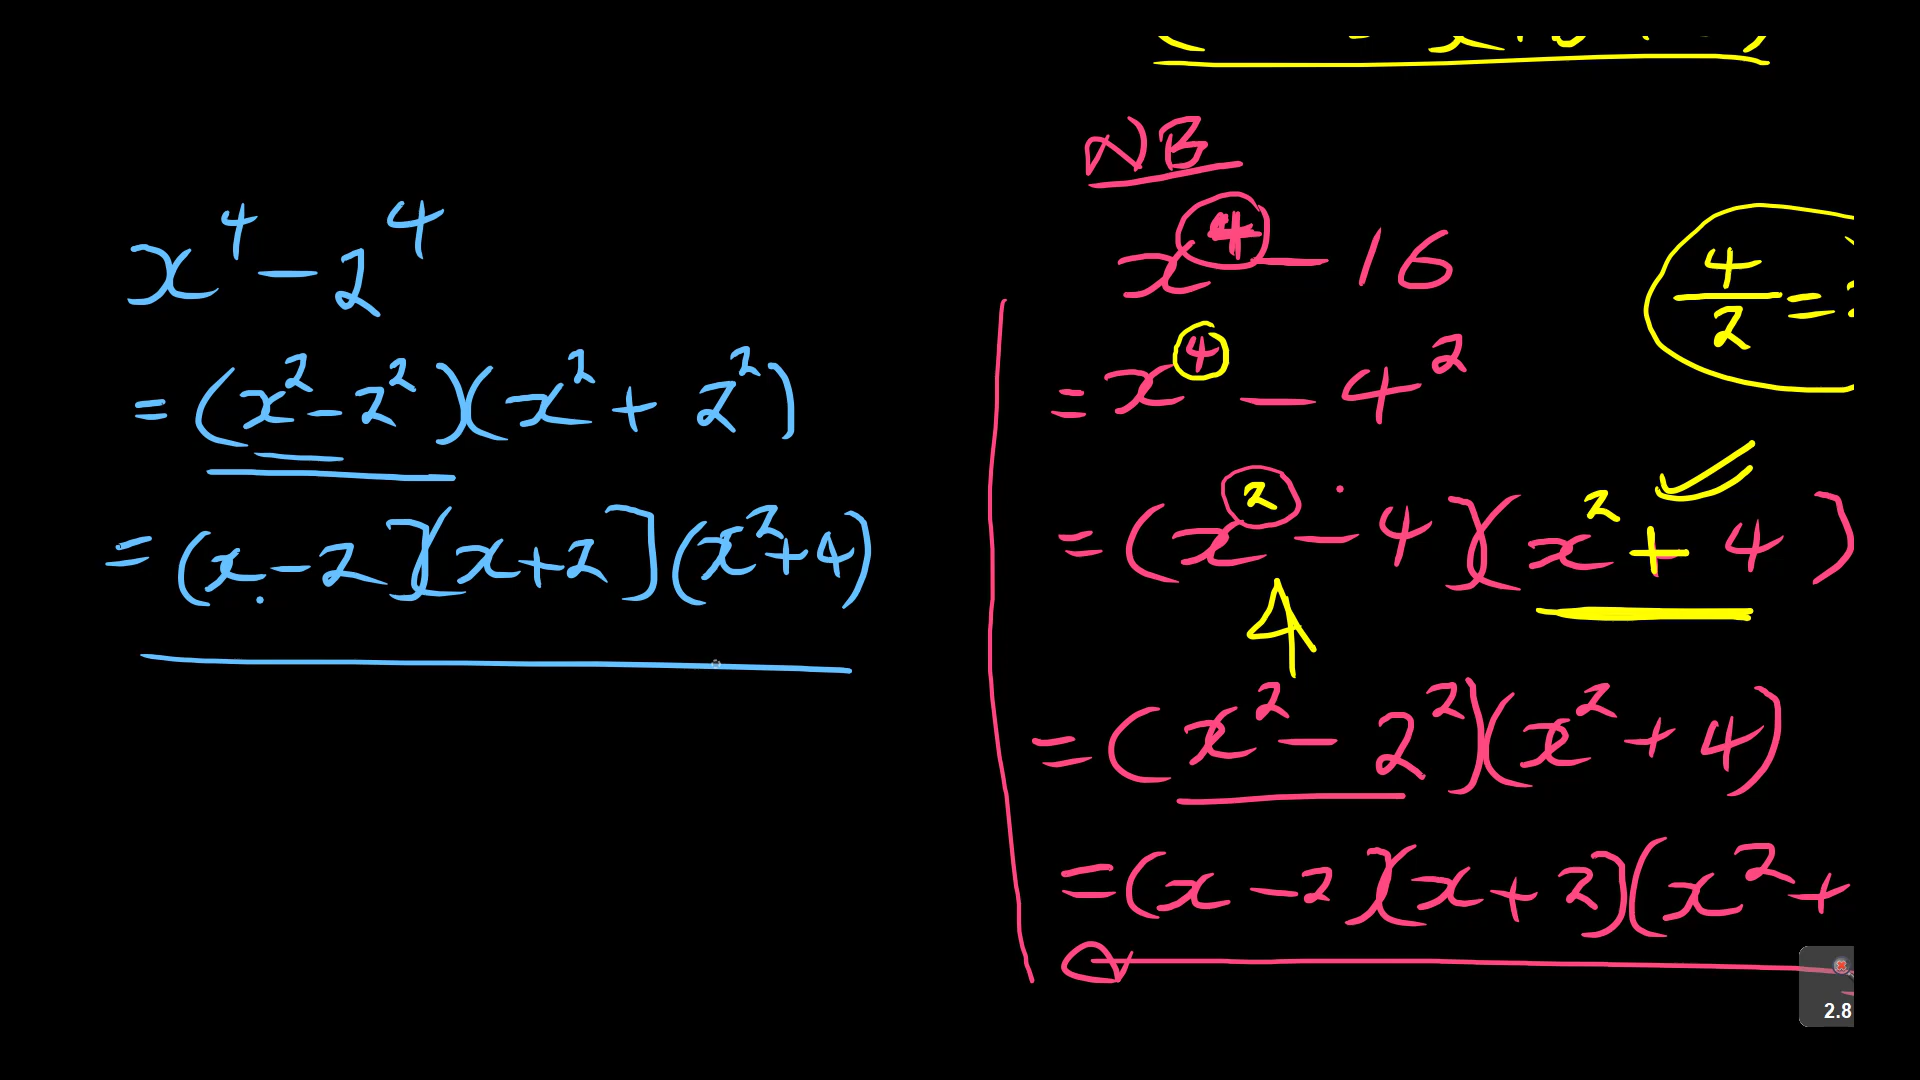 x⁴ - 2⁴
= (x² - 2²)(x² + 2²)
= (x - 2)(x + 2)(x² + 4)
NB
x⁴ - 16
= x⁴ - 4²
= (x² - 4)(x² + 4)
= (x² - 2²)(x² + 4)
= (x - 2)(x + 2)(x² +
4/2 =
2.8